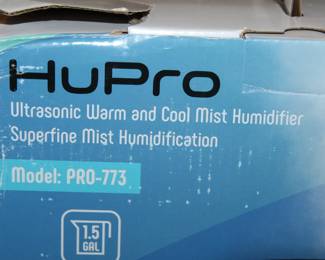 HuPro
Ultrasonic Warm and Cool Mist Humidifier
Superfine Mist Humidification
Model: PRO-773
1.5
GAL